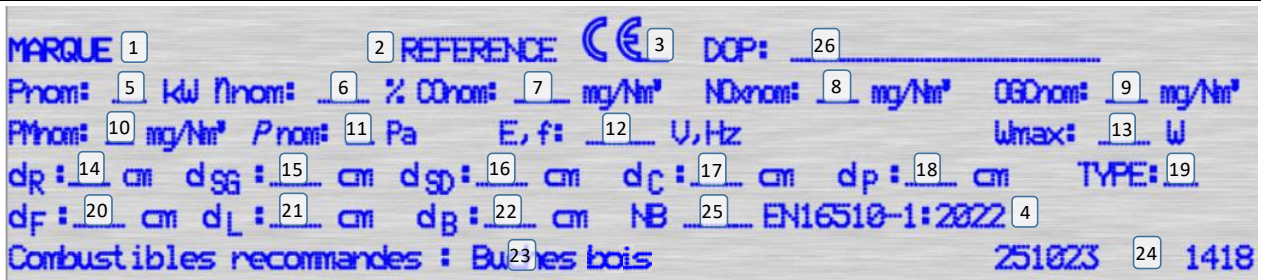 MARQUE 1 2 REFERENCE CE 3 DOP: 26
Pnom: 5 kW ηnom: 6 % COnom: 7 mg/Nm³ NOxnom: 8 mg/Nm³ OGCnom: 9 mg/Nm³
PMnom: 10 mg/Nm³ Pnom: 11 Pa E,f: 12 V,Hz Wmax: 13 W
dR: 14 cm dSG: 15 cm dSD: 16 cm dC: 17 cm dP: 18 cm TYPE: 19
dF: 20 cm dL: 21 cm dB: 22 cm NB 25 EN16510-1:2022 4
Combustibles recommandes : Bu 23 es bois 251023 24 1418